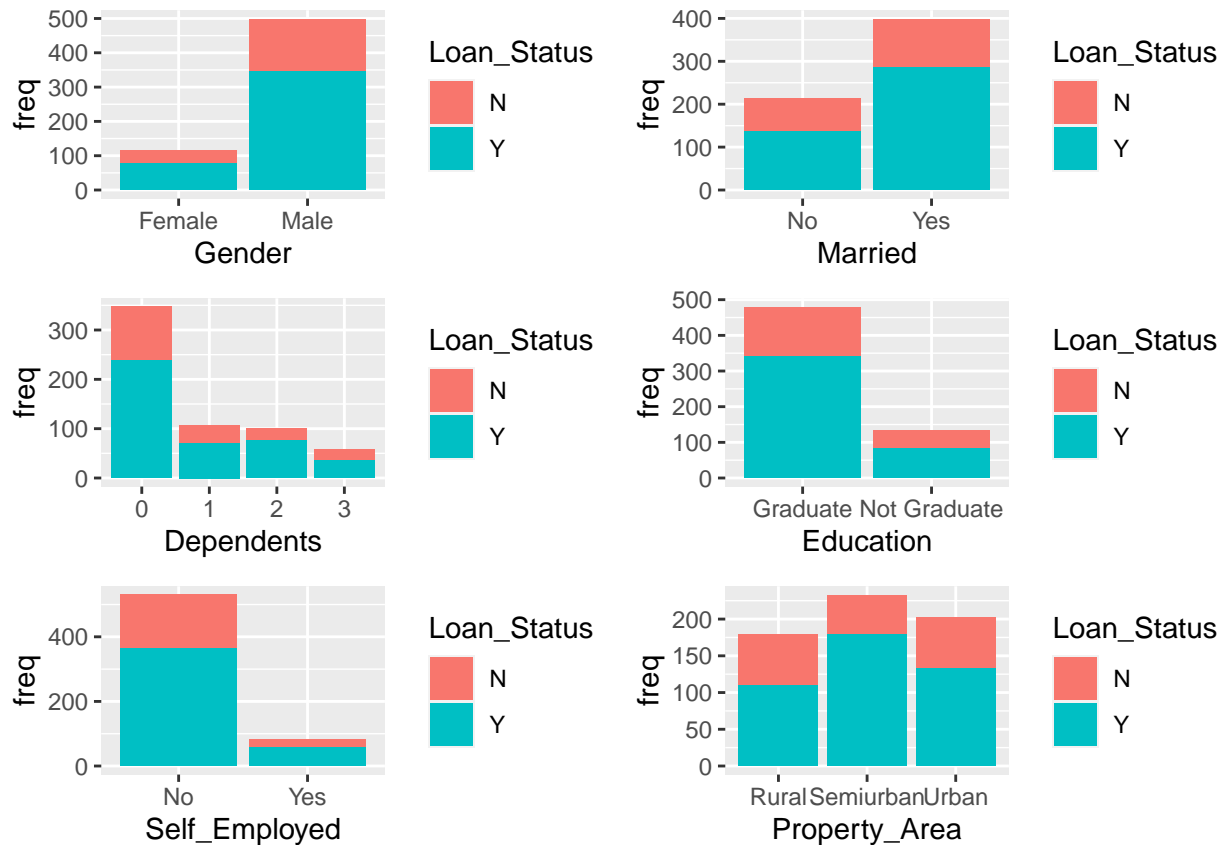 500
400
300
200
100
0
freq
Female Male
Gender
Loan_Status
N
Y
400
300
200
100
0
freq
No Yes
Married
Loan_Status
N
Y
300
200
100
0
freq
0 1 2 3
Dependents
Loan_Status
N
Y
500
400
300
200
100
0
freq
Graduate Not Graduate
Education
Loan_Status
N
Y
400
200
0
freq
No Yes
Self_Employed
Loan_Status
N
Y
200
150
100
50
0
freq
Rural Semiurban Urban
Property_Area
Loan_Status
N
Y